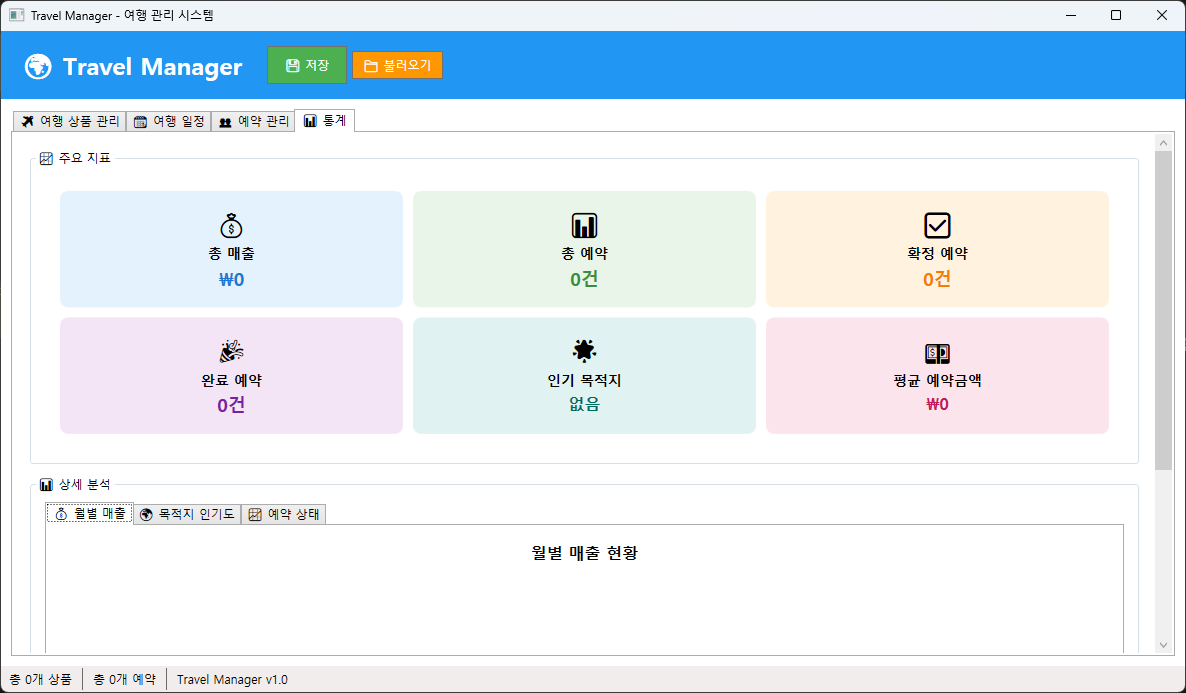 Travel Manager - 여행 관리 시스템
Travel Manager 저장 불러오기
여행 상품 관리 여행 일정 예약 관리 통계
주요 지표
총 매출
₩0
총 예약
0건
확정 예약
0건
완료 예약
0건
인기 목적지
없음
평균 예약금액
₩0
상세 분석
월별 매출 목적지 인기도 예약 상태
월별 매출 현황
총 0개 상품 총 0개 예약 Travel Manager v1.0